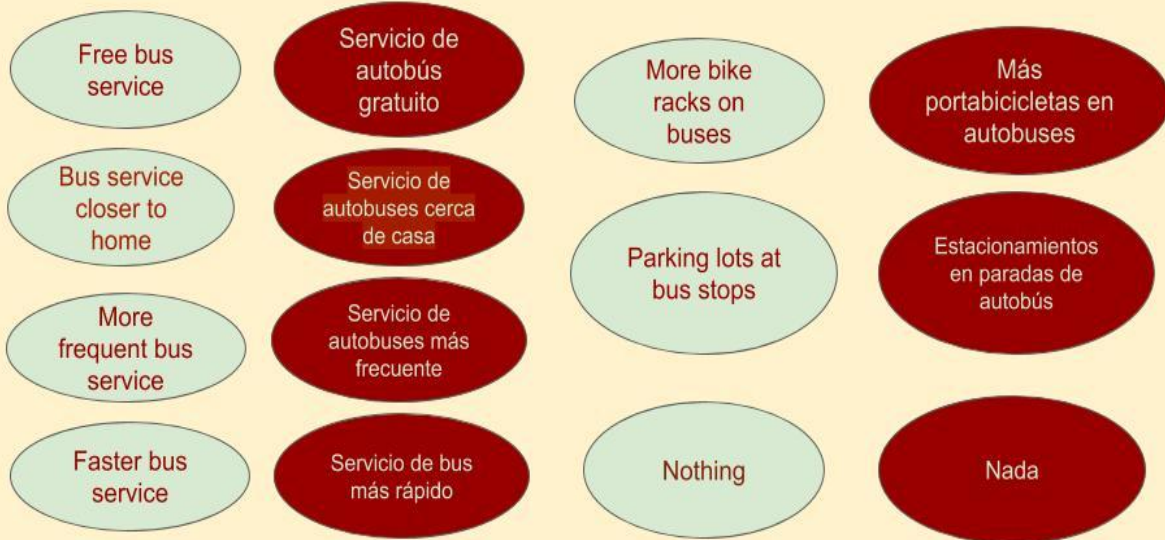 Free bus
service
Servicio de
autobús
gratuito
Bus service
closer to
home
Servicio de
autobuses cerca
de casa
More
frequent bus
service
Servicio de
autobuses más
frecuente
Faster bus
service
Servicio de bus
más rápido
More bike
racks on
buses
Más
portabicicletas en
autobuses
Parking lots at
bus stops
Estacionamientos
en paradas de
autobús
Nothing
Nada